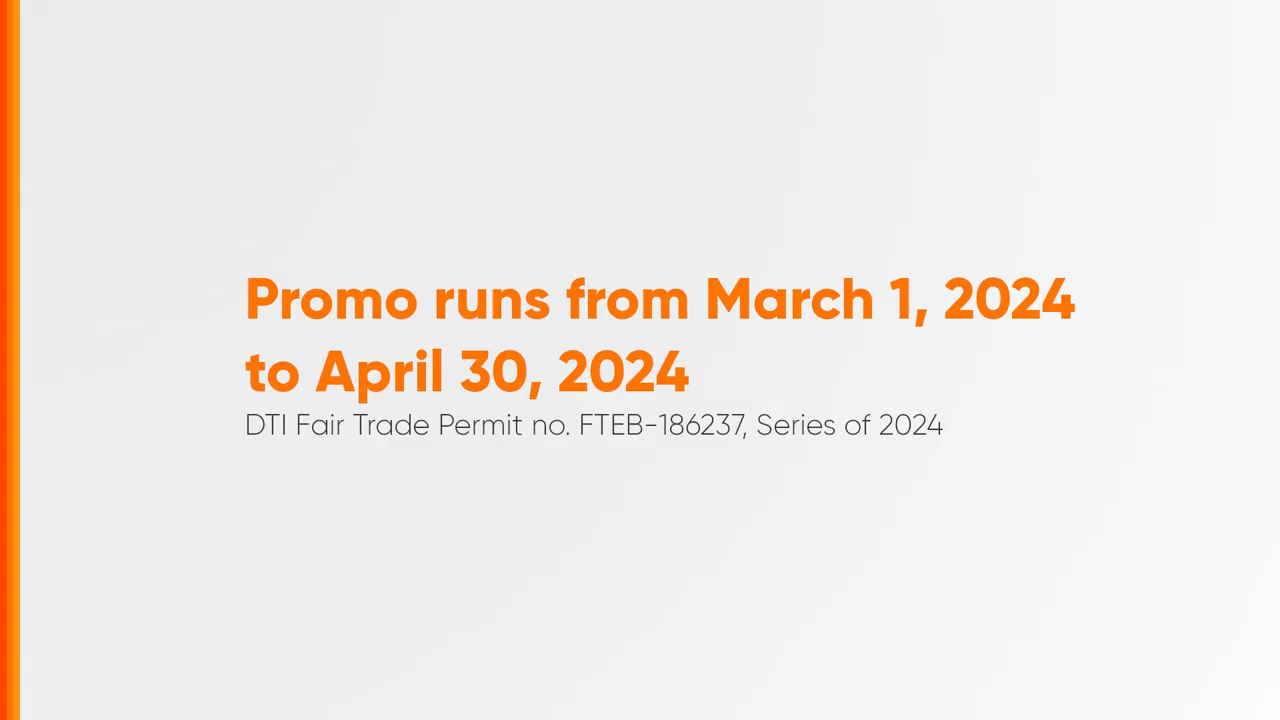 Promo runs from March 1, 2024
to April 30, 2024
DTI Fair Trade Permit no. FTEB-186237, Series of 2024